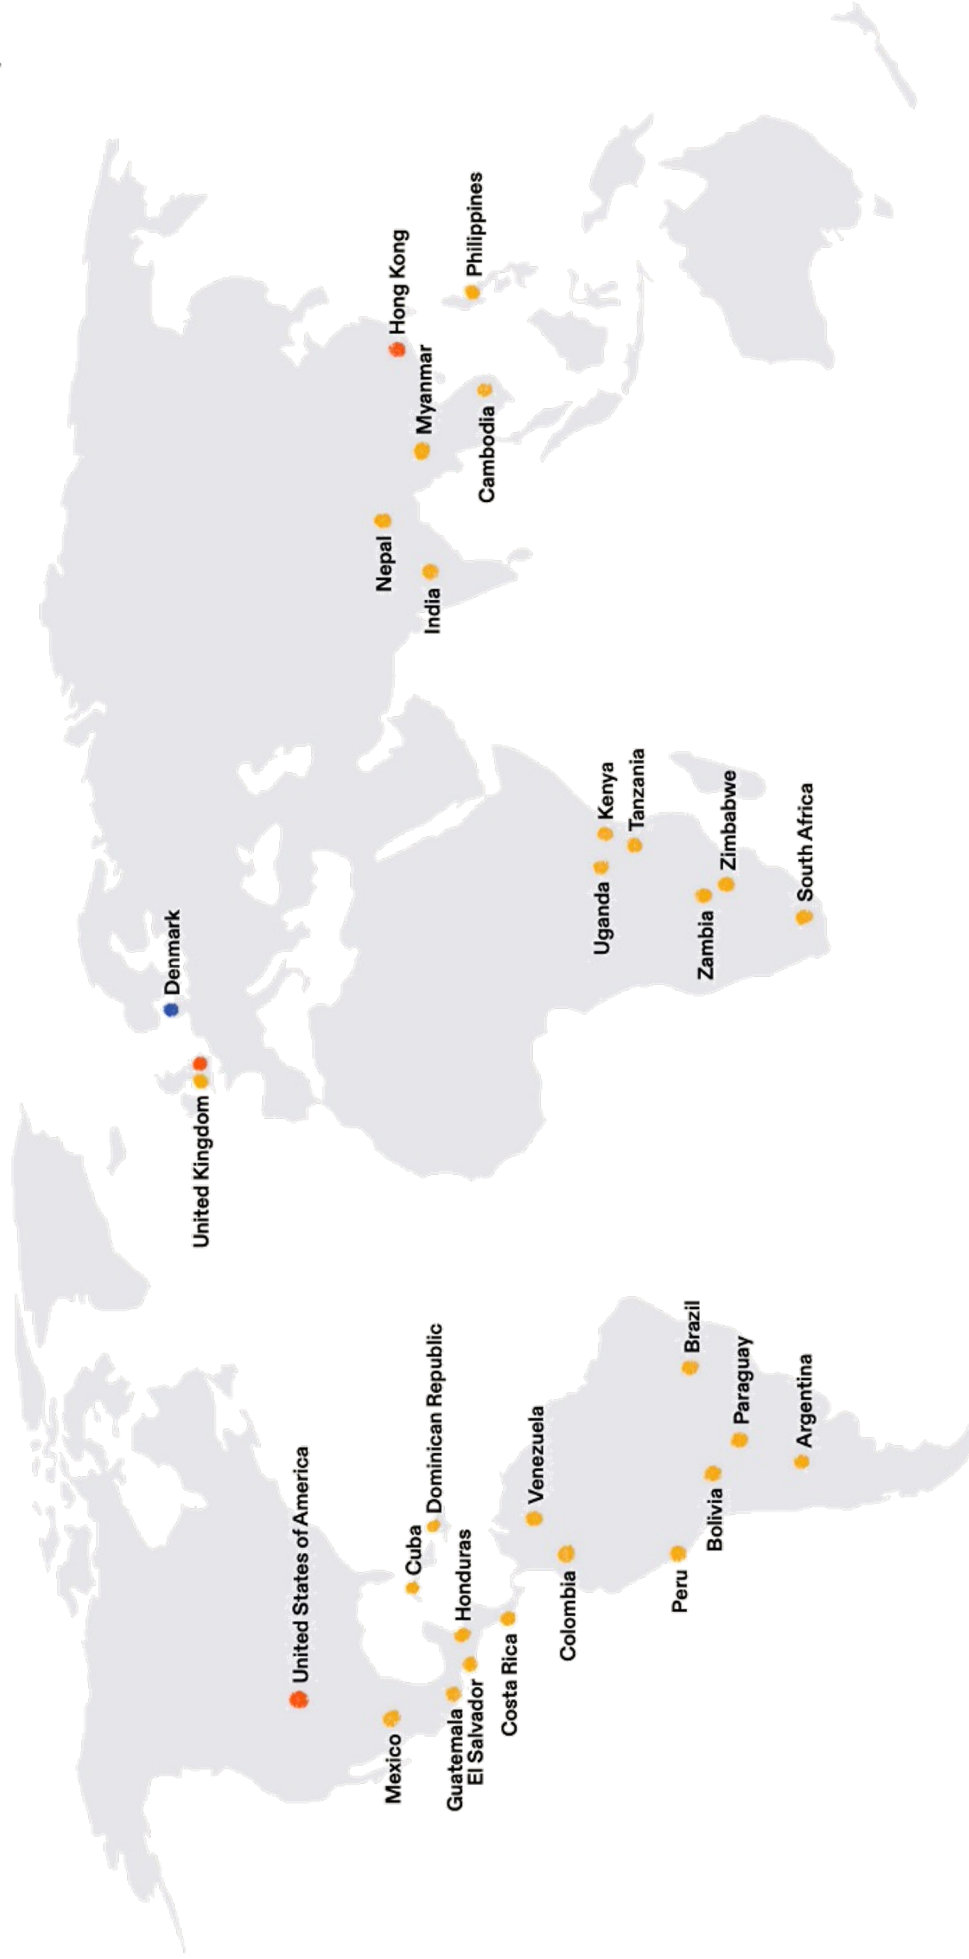 Denmark
United Kingdom
United States of America
Mexico
Cuba
Dominican Republic
Guatemala
El Salvador
Honduras
Costa Rica
Venezuela
Colombia
Peru
Brazil
Bolivia
Paraguay
Argentina
Uganda
Kenya
Tanzania
Zambia
Zimbabwe
South Africa
Nepal
India
Myanmar
Hong Kong
Cambodia
Philippines